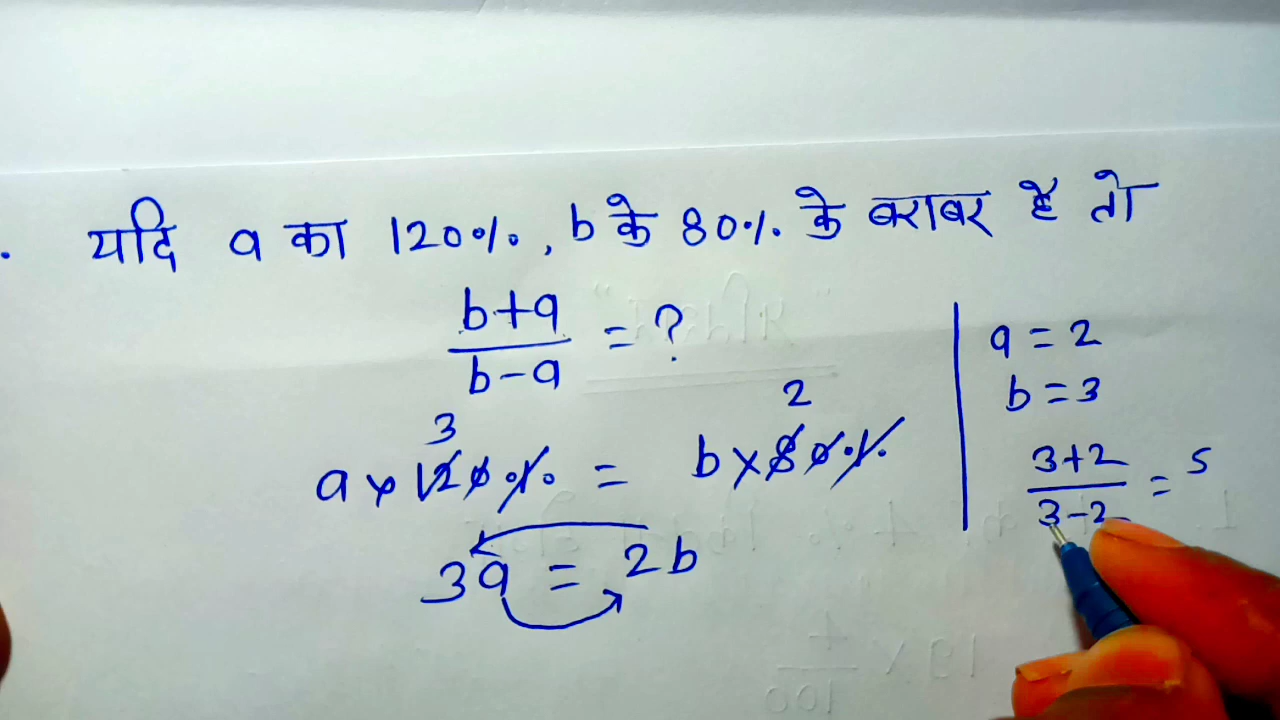 यदि a का 120%, b के 80% के बराबर है तो
b+a
b-a
= ?
3
2
a × 120% = b × 80%
3a = 2b
a = 2
b = 3
3+2
3-2
= 5